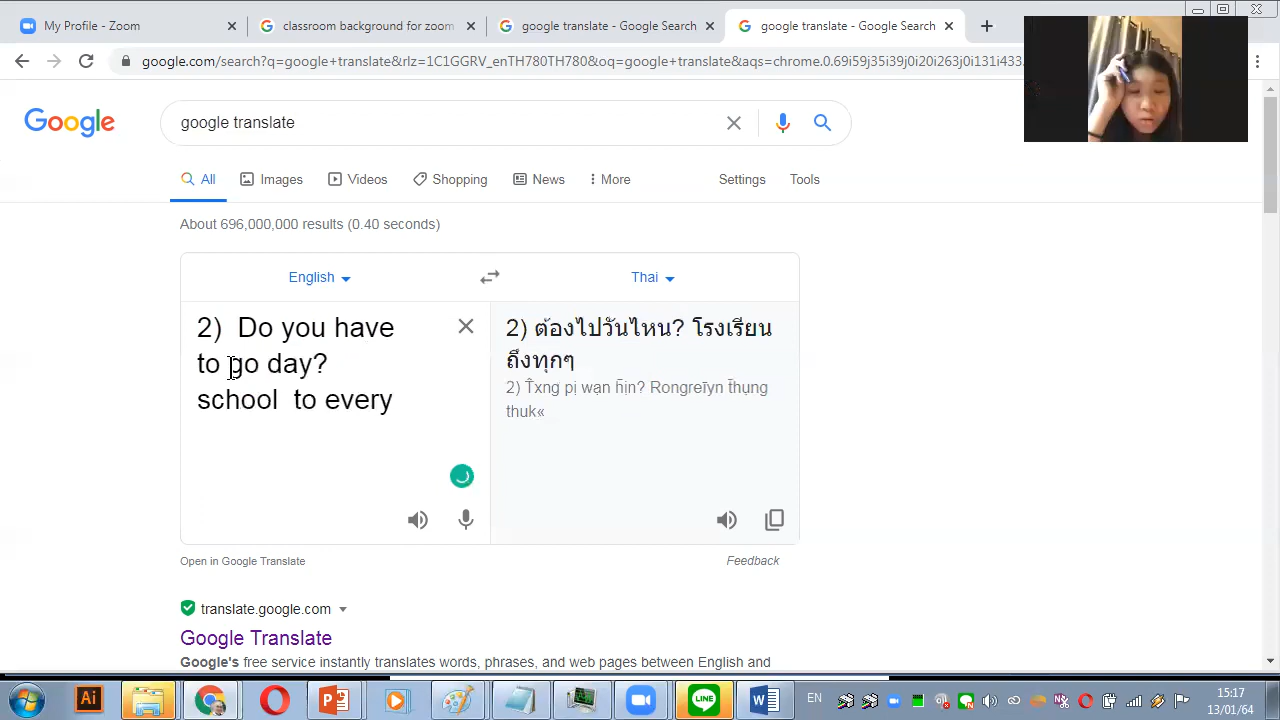 My Profile - Zoom
classroom background for zoom
google translate - Google Search
google translate - Google Search
google.com/search?q=google+translate&rlz=1C1GGRV_enTH780TH780&oq=google+translate&aqs=chrome.0.69i59j35i39j0i20i263j0i131i433
Google
google translate
All
Images
Videos
Shopping
News
More
Settings
Tools
About 696,000,000 results (0.40 seconds)
English
Thai
2) Do you have
to go day?
school to every
2) ต้องไปวันไหน? โรงเรียน
ถึงทุกๆ
2) T̂xng pị wạn h̄ịn? Rongreīyn t̄hụng
thuk«
Open in Google Translate
Feedback
translate.google.com
Google Translate
Google's free service instantly translates words, phrases, and web pages between English and
Ai
LINE
EN
15:17
13/01/64